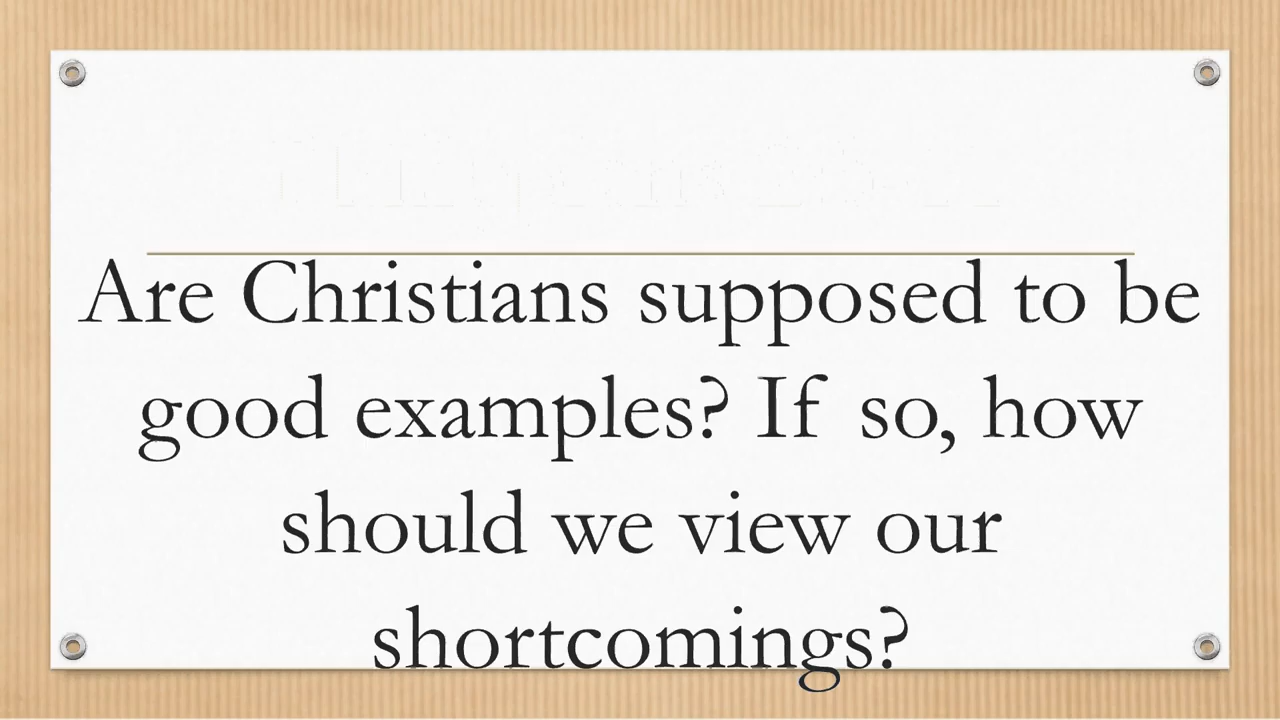 Are Christians supposed to be
good examples? If so, how
should we view our
shortcomings?